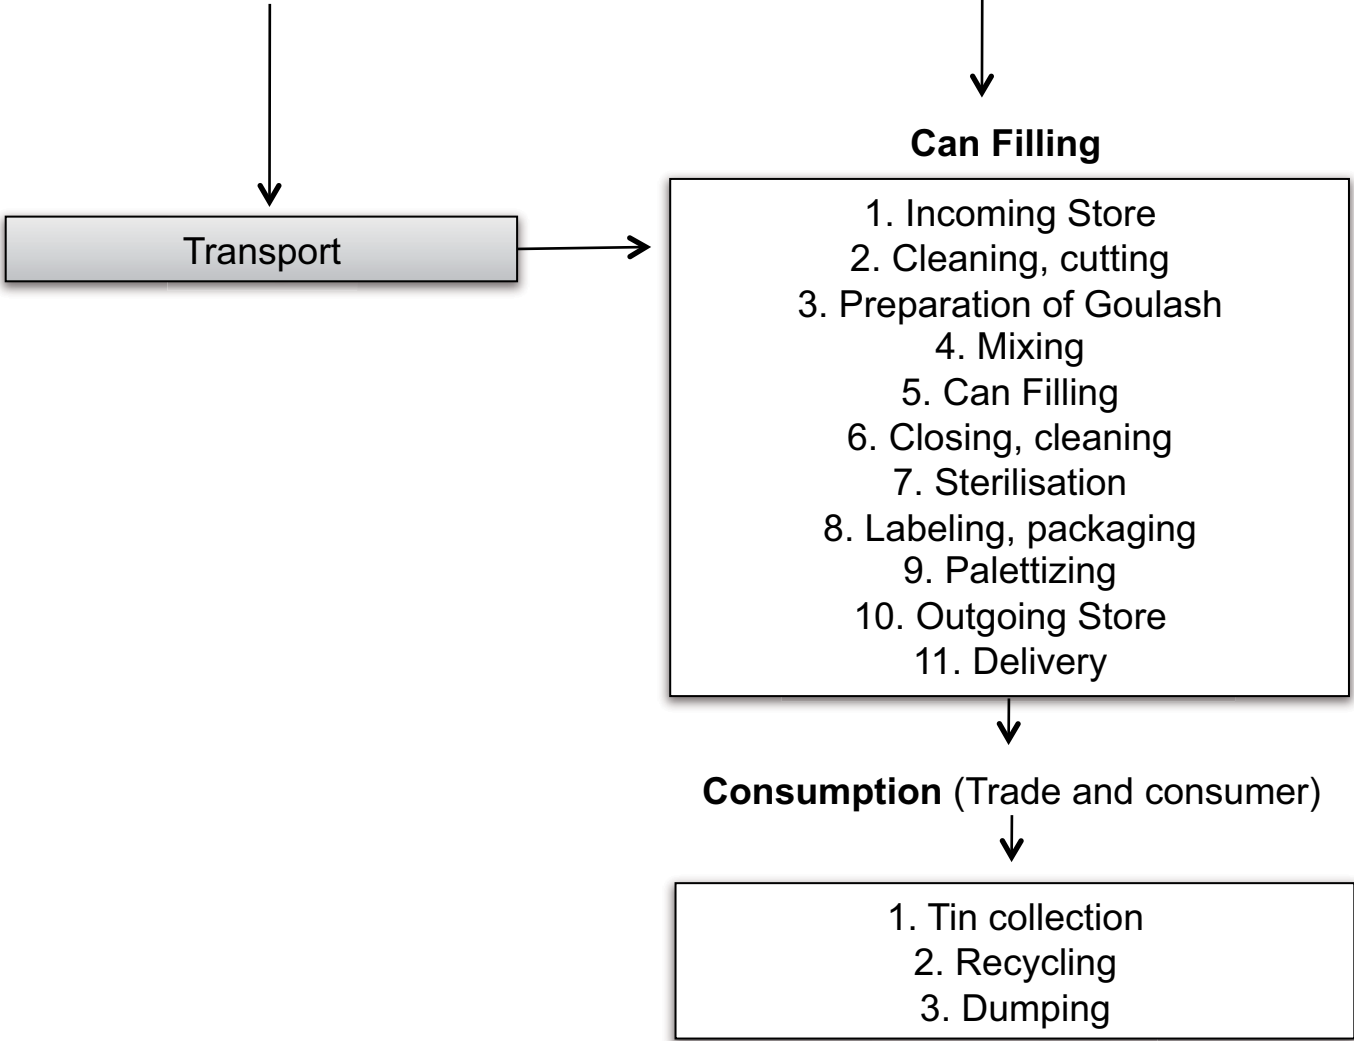 Can Filling
Transport
1. Incoming Store
2. Cleaning, cutting
3. Preparation of Goulash
4. Mixing
5. Can Filling
6. Closing, cleaning
7. Sterilisation
8. Labeling, packaging
9. Palettizing
10. Outgoing Store
11. Delivery
Consumption (Trade and consumer)
1. Tin collection
2. Recycling
3. Dumping